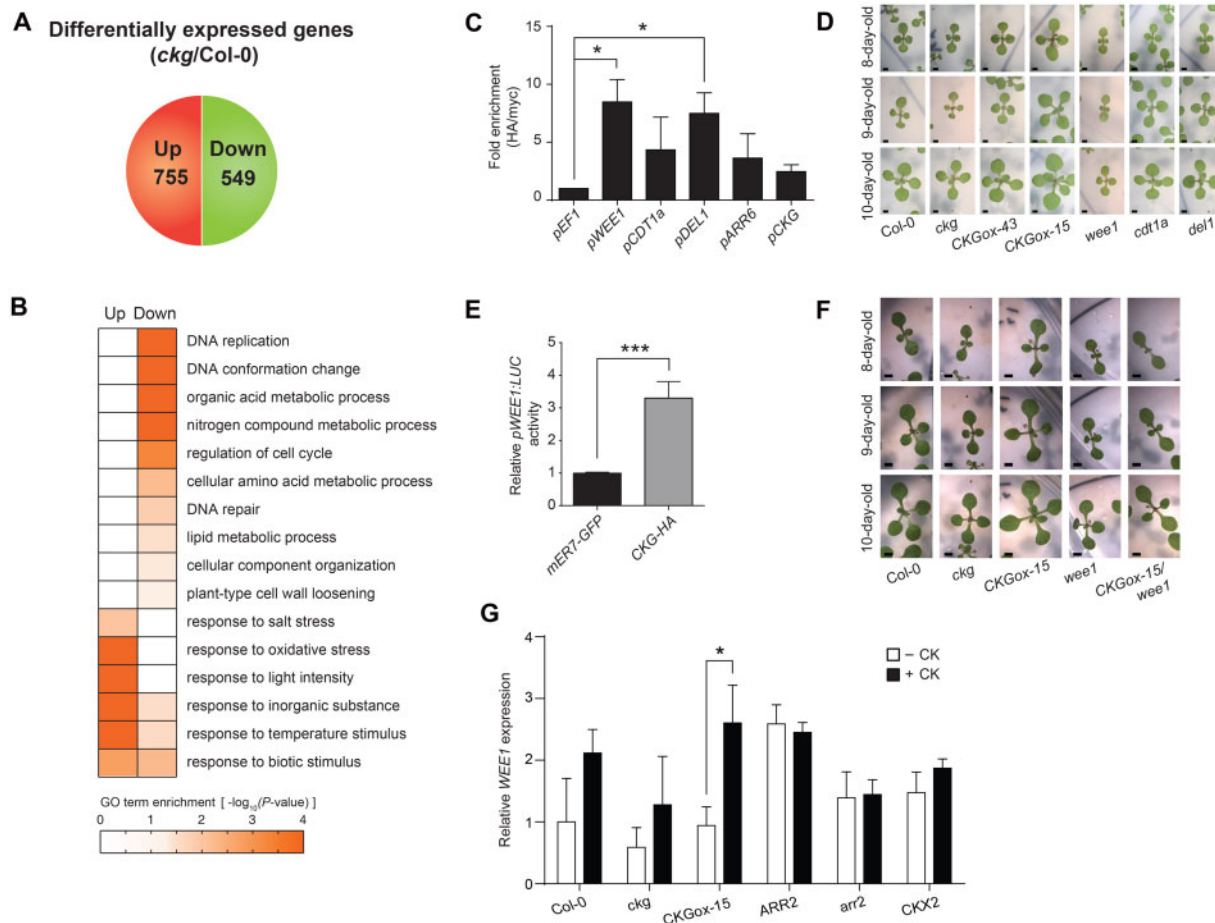 A
Differentially expressed genes
(ckg/Col-0)
Up
755
Down
549
B
Up Down
DNA replication
DNA conformation change
organic acid metabolic process
nitrogen compound metabolic process
regulation of cell cycle
cellular amino acid metabolic process
DNA repair
lipid metabolic process
cellular component organization
plant-type cell wall loosening
response to salt stress
response to oxidative stress
response to light intensity
response to inorganic substance
response to temperature stimulus
response to biotic stimulus
GO term enrichment [ -log10(P-value) ]
0 1 2 3 4
C
Fold enrichment
(HA/myc)
15
10
5
0
*
*
pEF1
pWEE1
pCDT1a
pDEL1
pARR6
pCKG
D
8-day-old
9-day-old
10-day-old
Col-0
ckg
CKGox-43
CKGox-15
wee1
cdt1a
del1
E
Relative pWEE1:LUC
activity
5
4
3
2
1
0
***
mER7-GFP
CKG-HA
F
8-day-old
9-day-old
10-day-old
Col-0
ckg
CKGox-15
wee1
CKGox-15/
wee1
G
Relative WEE1 expression
4
3
2
1
0
*
– CK
+ CK
Col-0
ckg
CKGox-15
ARR2
arr2
CKX2